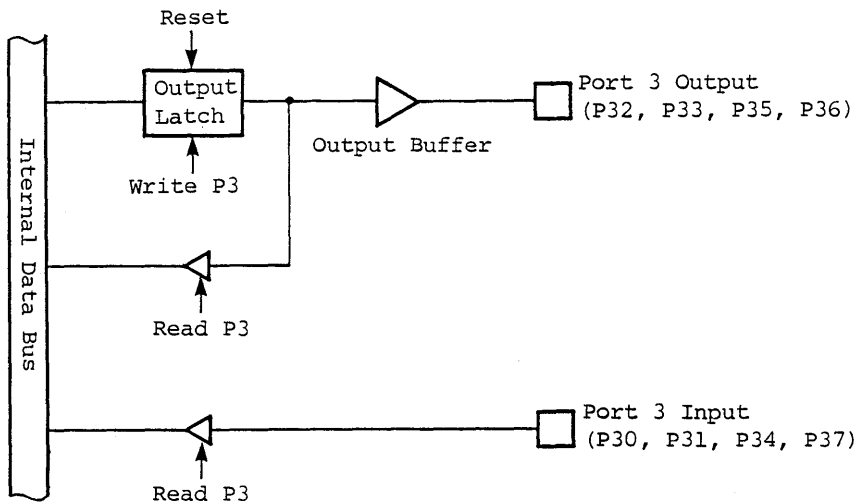 Reset
Output
Latch
Port 3 Output
(P32, P33, P35, P36)
Output Buffer
Write P3
Internal Data Bus
Read P3
Port 3 Input
(P30, P31, P34, P37)
Read P3